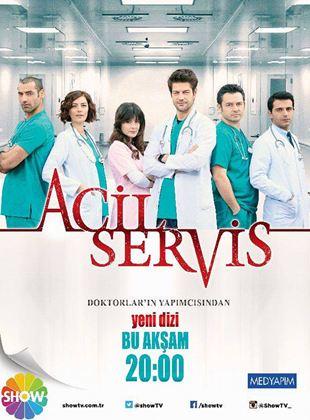 ACİL
SERVİS
DOKTORLAR'IN YAPIMCISINDAN
yeni dizi
BU AKŞAM
20:00
MEDYAPIM
SHOW
showtv.com.tr
@ShowTV
/showtv
@ShowTV_